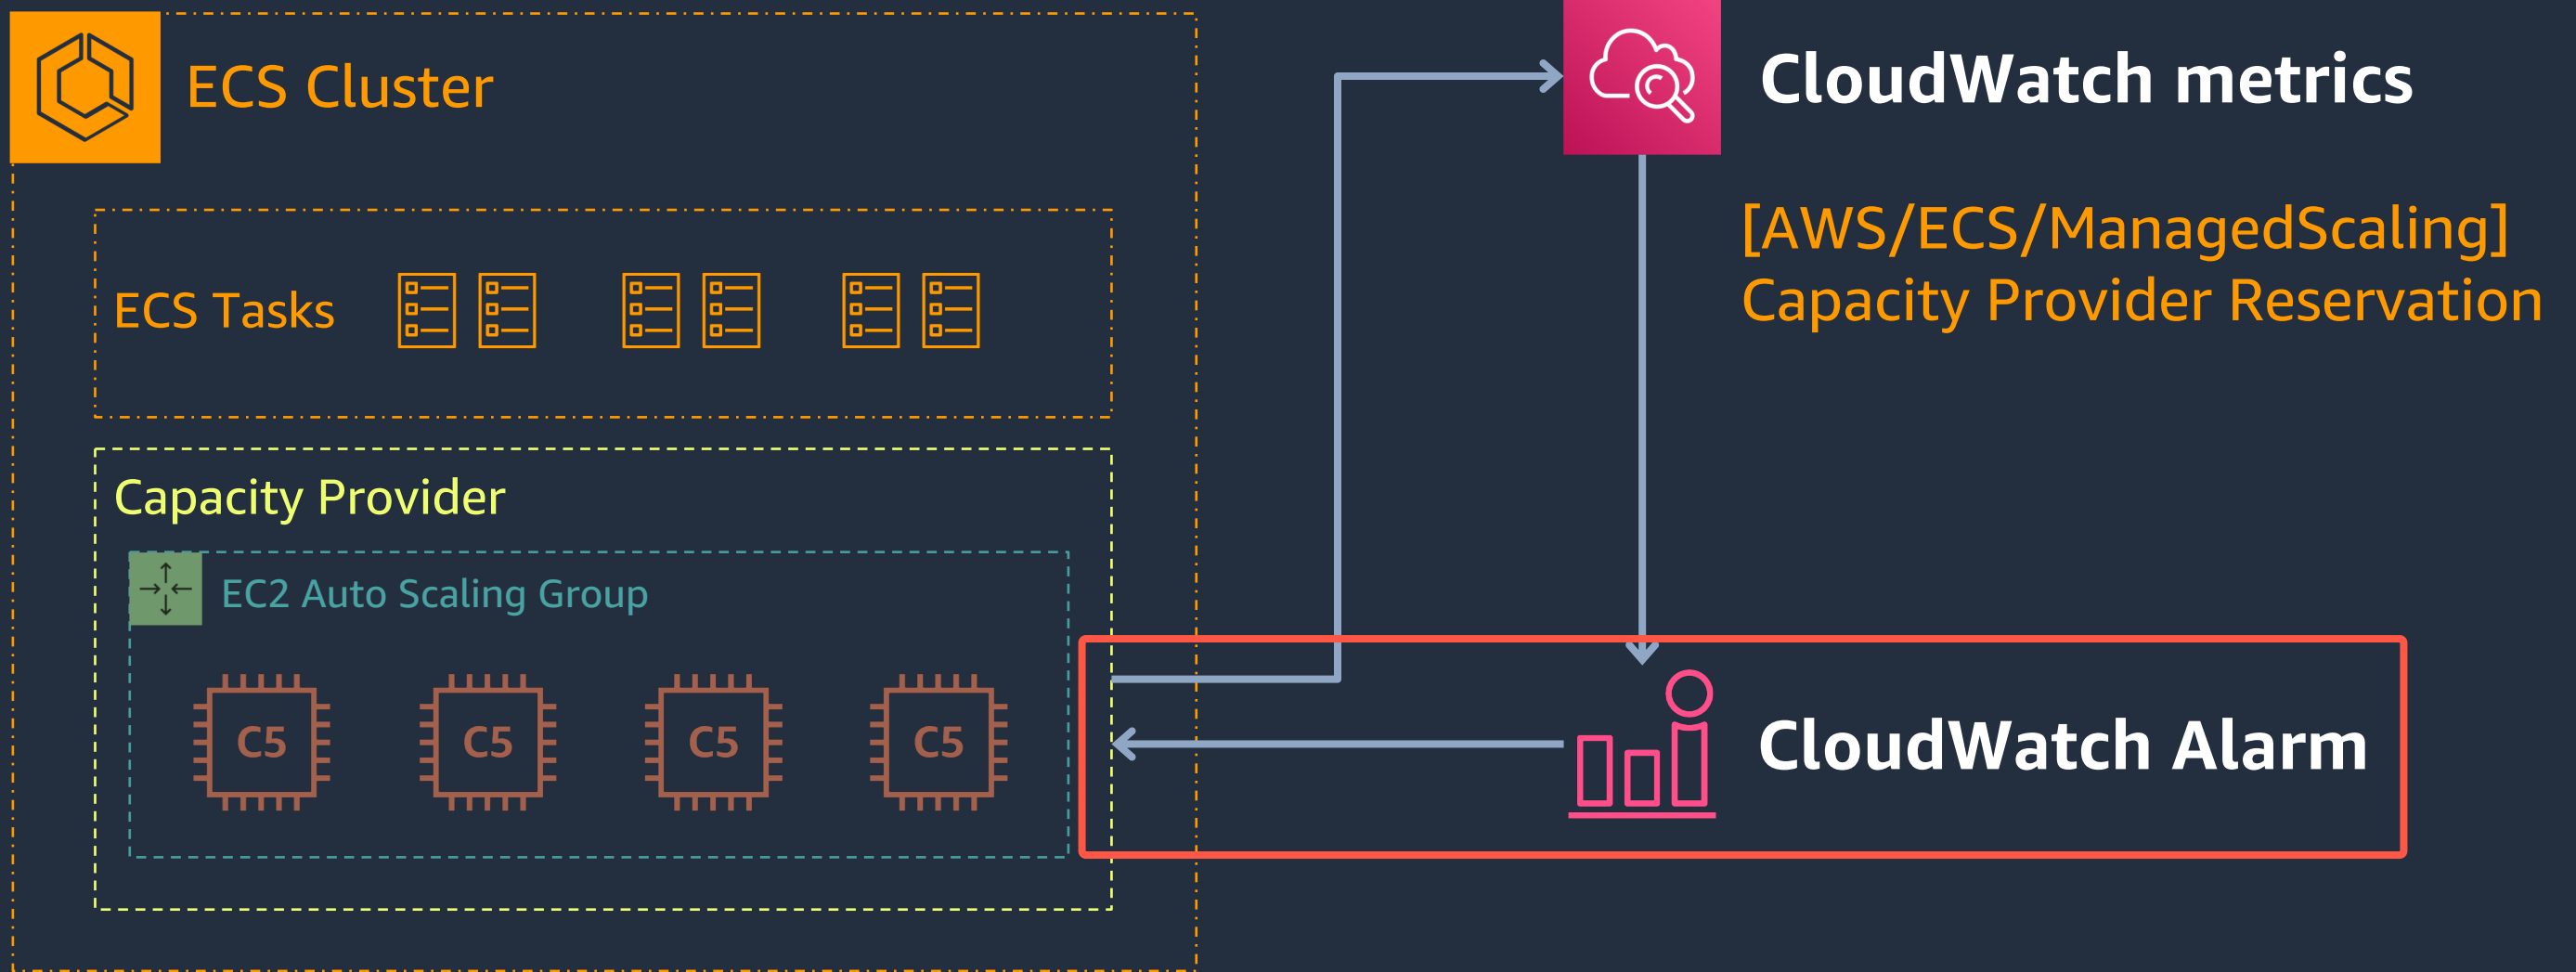 ECS Cluster
CloudWatch metrics
[AWS/ECS/ManagedScaling]
Capacity Provider Reservation
ECS Tasks
Capacity Provider
EC2 Auto Scaling Group
C5
C5
C5
C5
CloudWatch Alarm